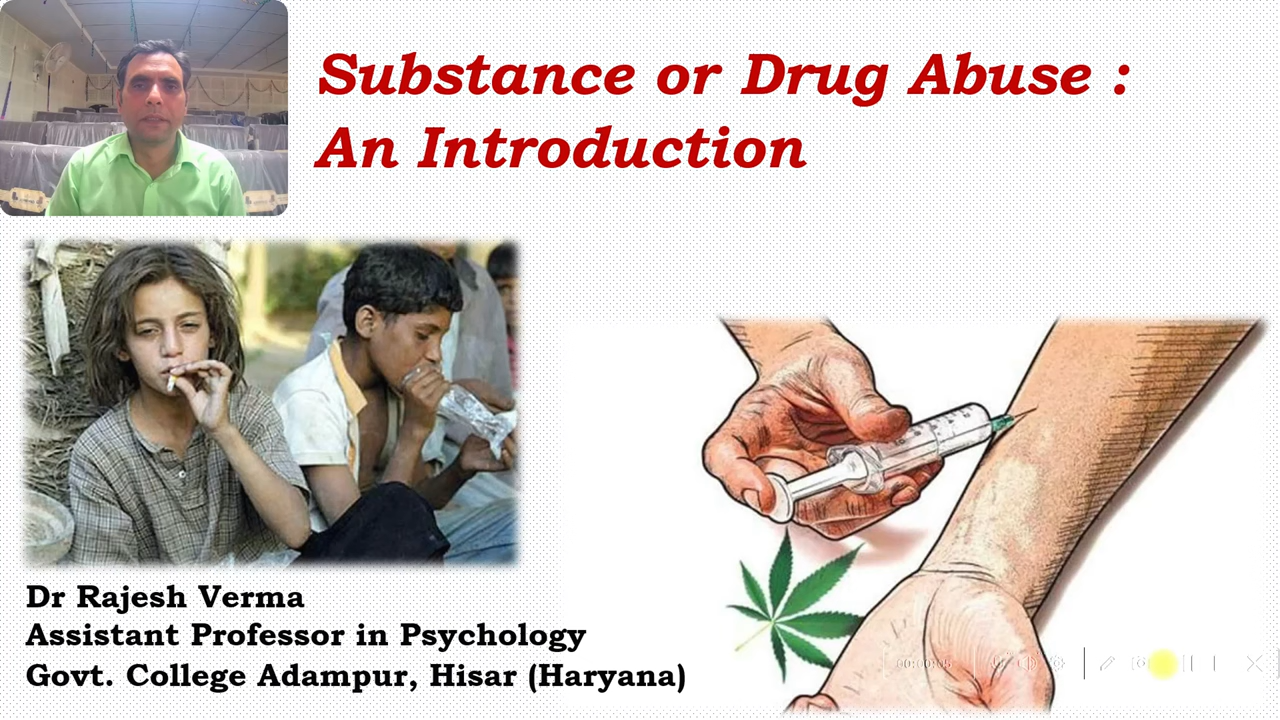 Substance or Drug Abuse :
An Introduction
Dr Rajesh Verma
Assistant Professor in Psychology
Govt. College Adampur, Hisar (Haryana)